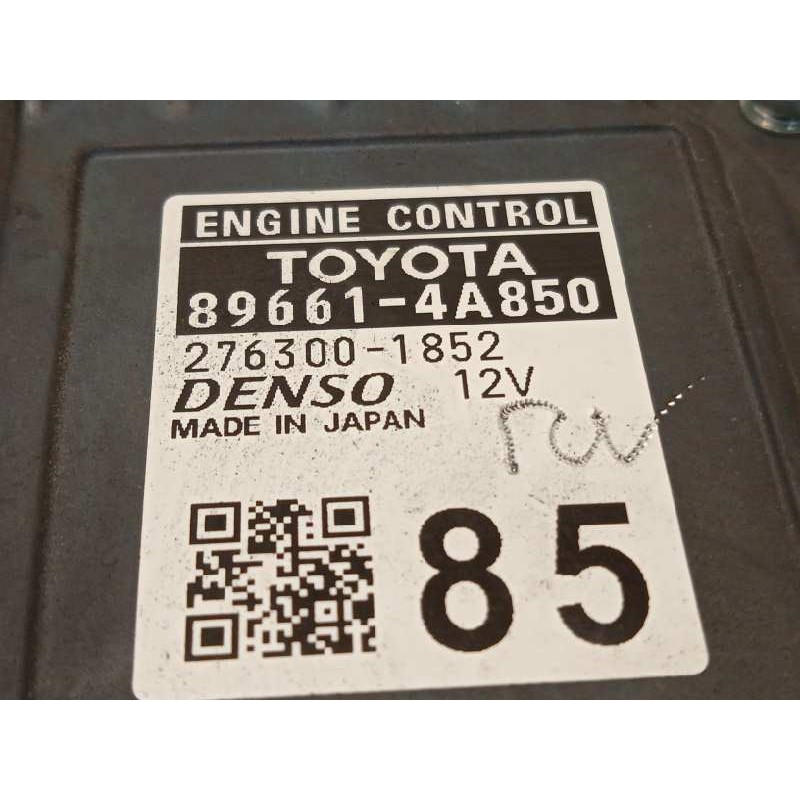 ENGINE CONTROL
TOYOTA
89661-4A850
276300-1852
DENSO 12V
MADE IN JAPAN
85